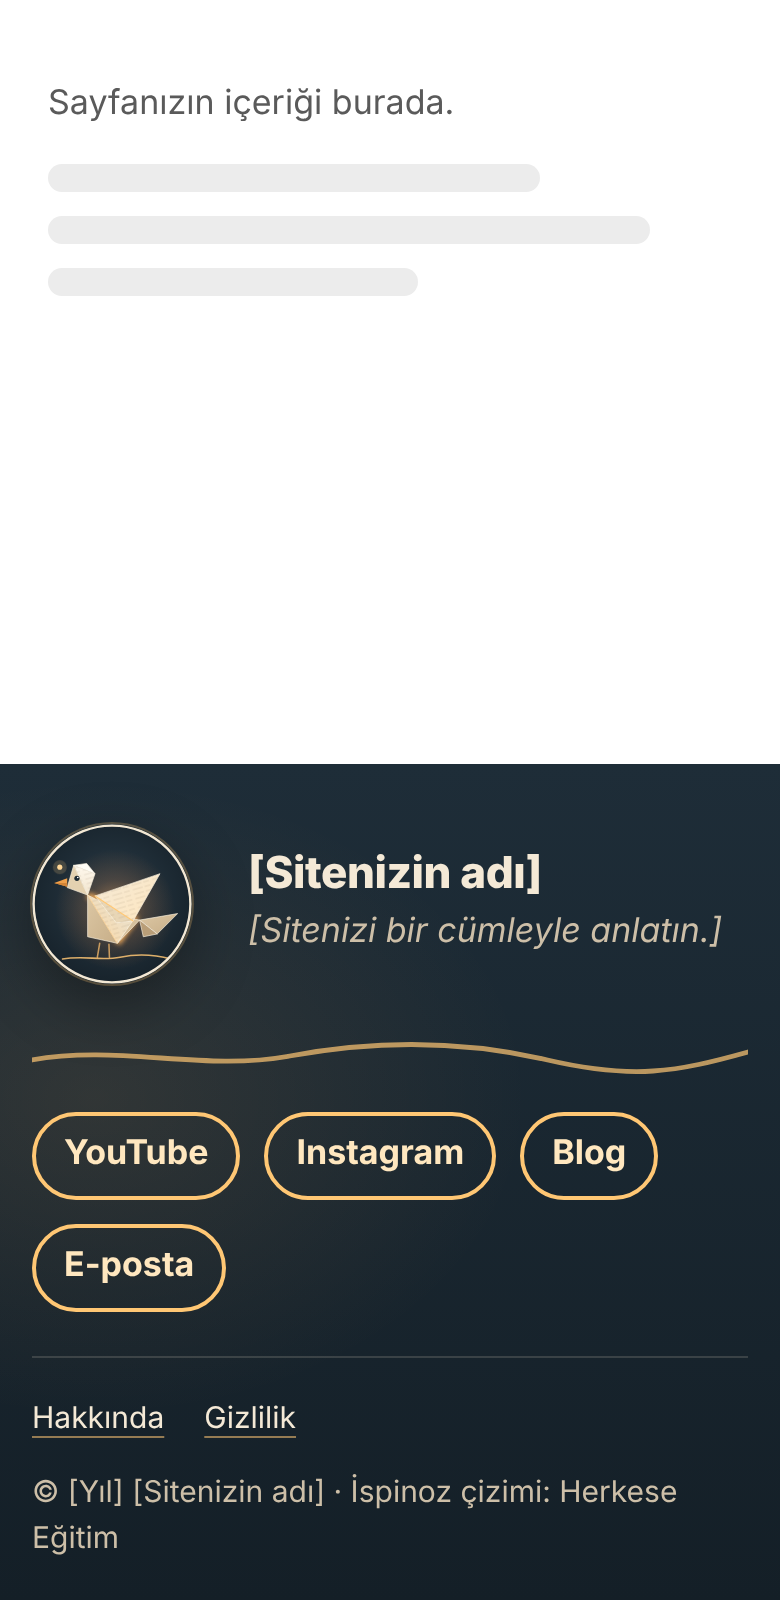 Sayfanızın içeriği burada.
[Sitenizin adı]
[Sitenizi bir cümleyle anlatın.]
YouTube
Instagram
Blog
E-posta
Hakkında
Gizlilik
© [Yıl] [Sitenizin adı] · İspinoz çizimi: Herkese
Eğitim